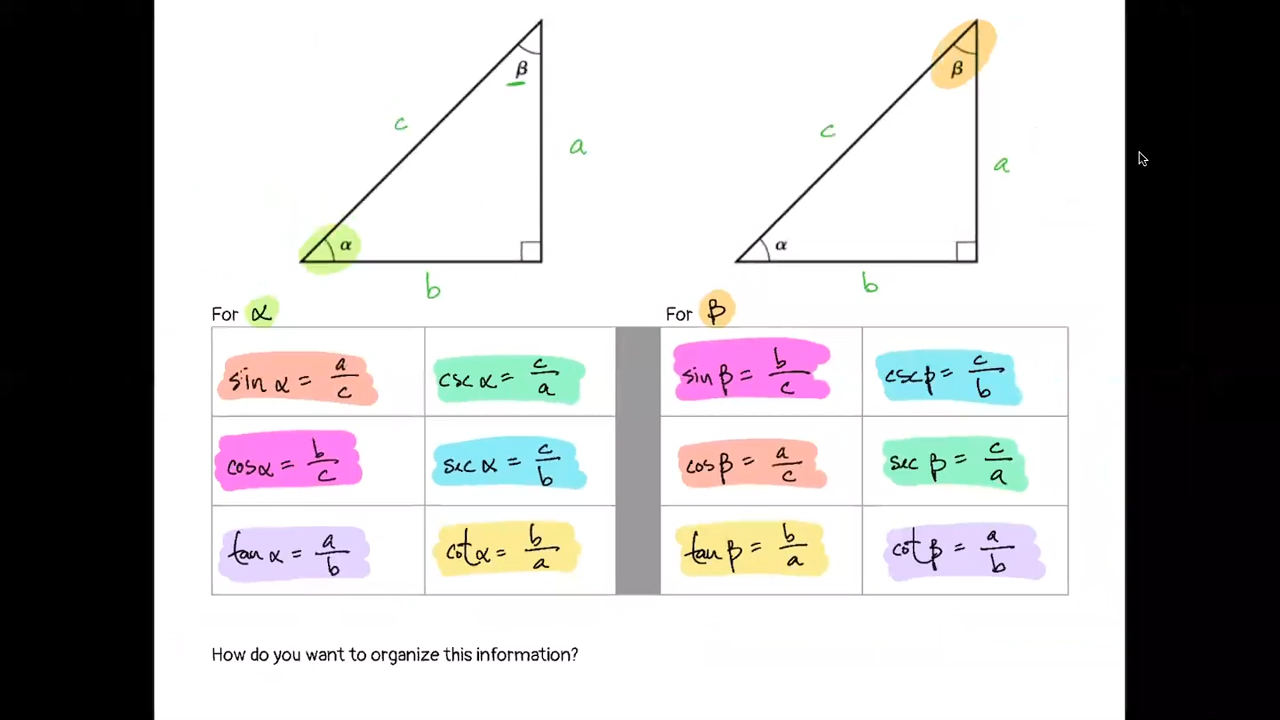 β
β
c
a
c
a
α
α
b
b
For α
For β
sin α = a/c
csc α = c/a
sin β = b/c
csc β = c/b
cos α = b/c
sec α = c/b
cos β = a/c
sec β = c/a
tan α = a/b
cot α = b/a
tan β = b/a
cot β = a/b
How do you want to organize this information?